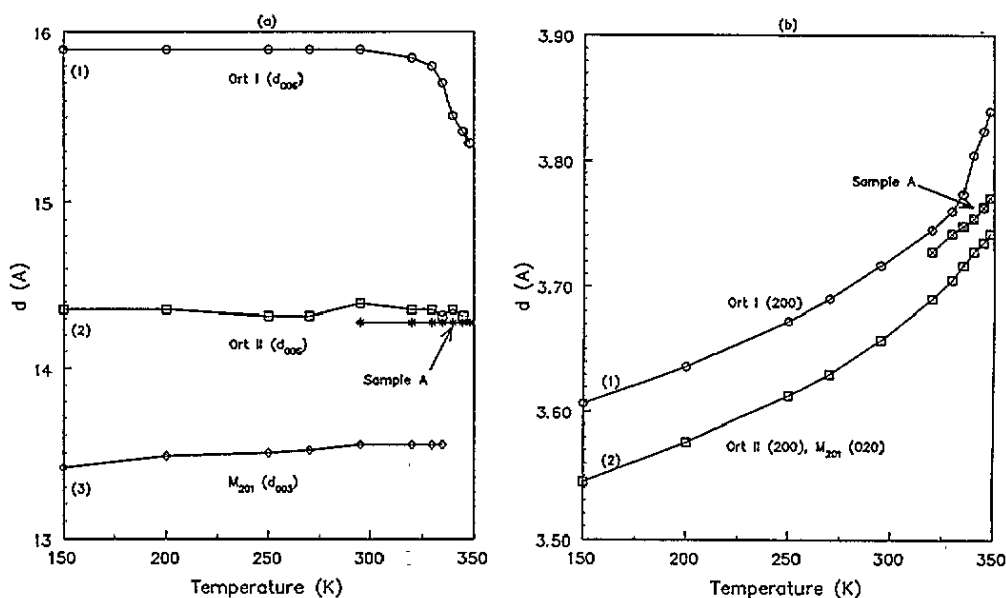 (a)
16
15
14
13
d (A)
(1)
Ort I (d₀₀₆)
(2)
Ort II (d₀₀₆)
Sample A
(3)
M₂₀₁ (d₀₀₃)
150 200 250 300 350
Temperature (K)
(b)
3.90
3.80
3.70
3.60
3.50
d (A)
Sample A
Ort I (200)
(1)
Ort II (200), M₂₀₁ (020)
(2)
150 200 250 300 350
Temperature (K)